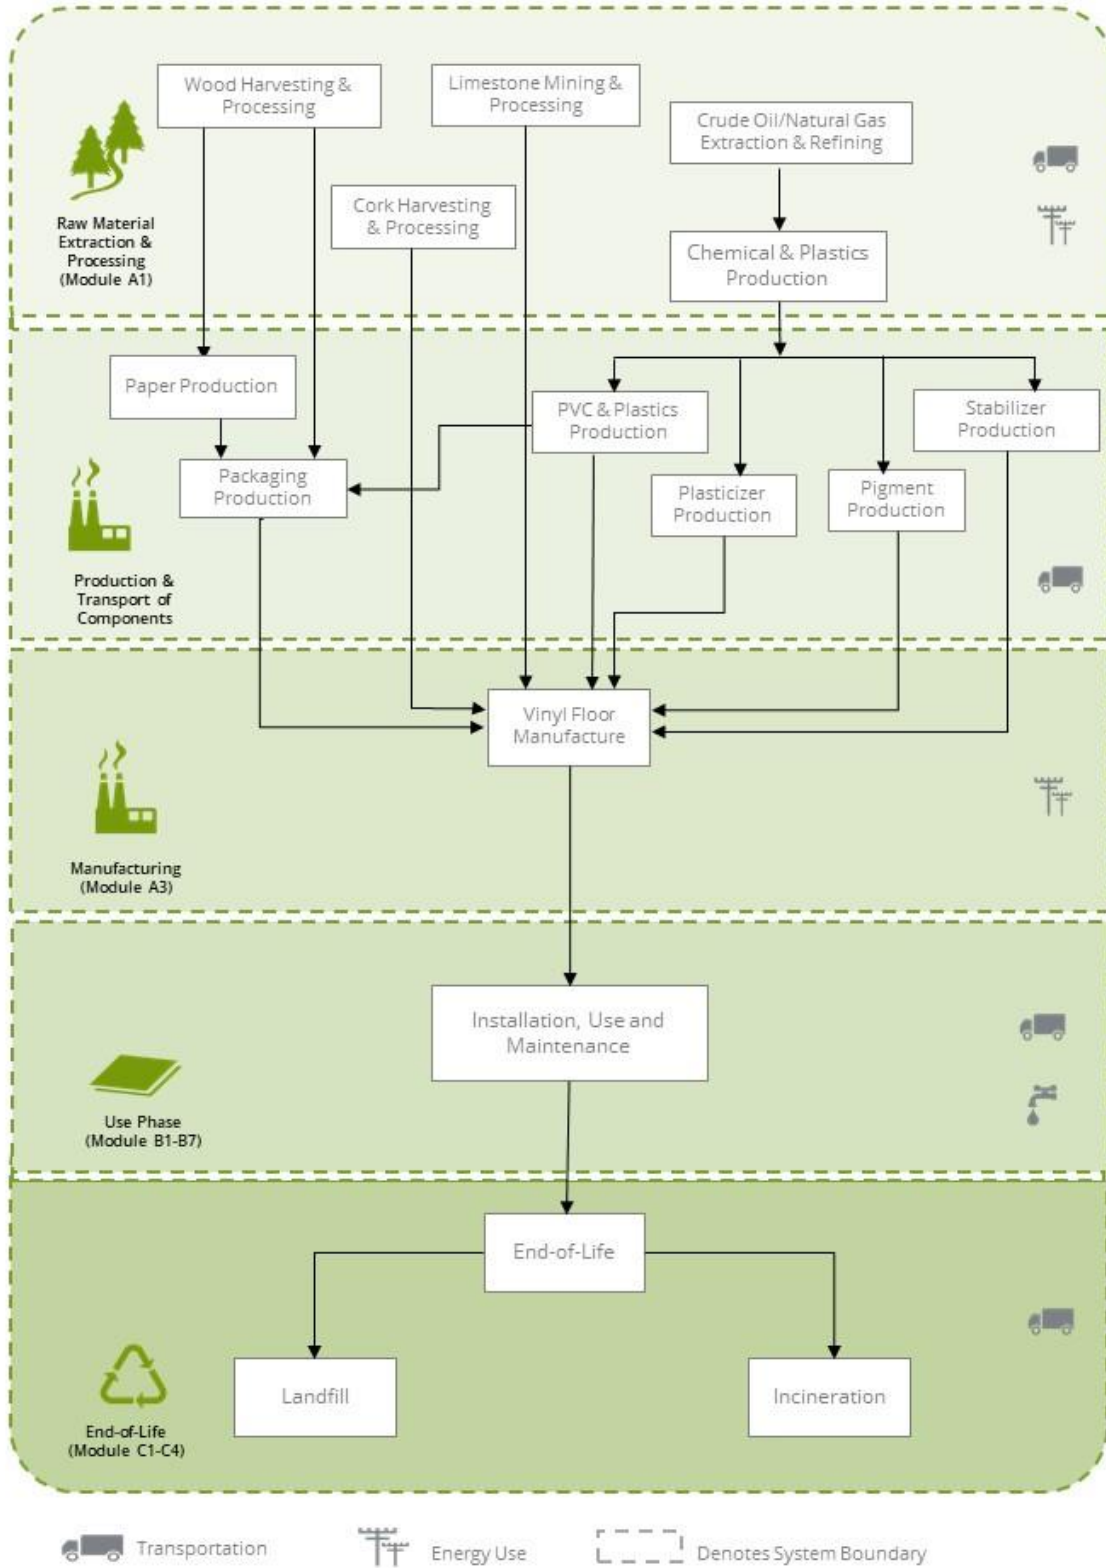 Wood Harvesting &
Processing
Limestone Mining &
Processing
Crude Oil/Natural Gas
Extraction & Refining
Cork Harvesting
& Processing
Raw Material
Extraction &
Processing
(Module A1)
Chemical & Plastics
Production
Paper Production
PVC & Plastics
Production
Stabilizer
Production
Packaging
Production
Plasticizer
Production
Pigment
Production
Production &
Transport of
Components
Vinyl Floor
Manufacture
Manufacturing
(Module A3)
Installation, Use and
Maintenance
Use Phase
(Module B1-B7)
End-of-Life
Landfill
Incineration
End-of-Life
(Module C1-C4)
Transportation
Energy Use
Denotes System Boundary